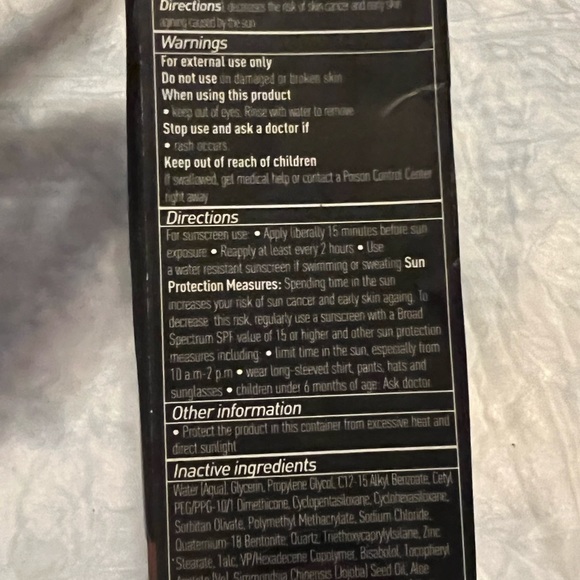 Directions) decreases the risk of skin cancer and early skin
ageing caused by the sun
Warnings
For external use only
Do not use on damaged or broken skin
When using this product
• keep out of eyes. Rinse with water to remove.
Stop use and ask a doctor if
• rash occurs.
Keep out of reach of children
If swallowed, get medical help or contact a Poison Control Center
right away
Directions
For sunscreen use: • Apply liberally 15 minutes before sun
exposure • Reapply at least every 2 hours • Use
a water resistant sunscreen if swimming or sweating Sun
Protection Measures: Spending time in the sun
increases your risk of sun cancer and early skin ageing. To
decrease this risk, regularly use a sunscreen with a Broad
Spectrum SPF value of 15 or higher and other sun protection
measures including: • limit time in the sun, especially from
10 a.m-2 p.m • wear long-sleeved shirt, pants, hats and
sunglasses • children under 6 months of age: Ask doctor
Other information
• Protect the product in this container from excessive heat and
direct sunlight
Inactive ingredients
Water (Aqua), Glycerin, Propylene Glycol, C12-15 Alkyl Benzoate, Cetyl
PEG/PPG-10/1 Dimethicone, Cyclopentasiloxane, Cyclohexasiloxane,
Sorbitan Olivate, Polymethyl Methacrylate, Sodium Chloride,
Quaternium-18 Bentonite, Quartz, Triethoxycaprylylsilane, Zinc
Stearate, Talc, VP/Hexadecene Copolymer, Bisabolol, Tocopheryl
Simmondsia Chinensis (Jojoba) Seed Oil, Aloe